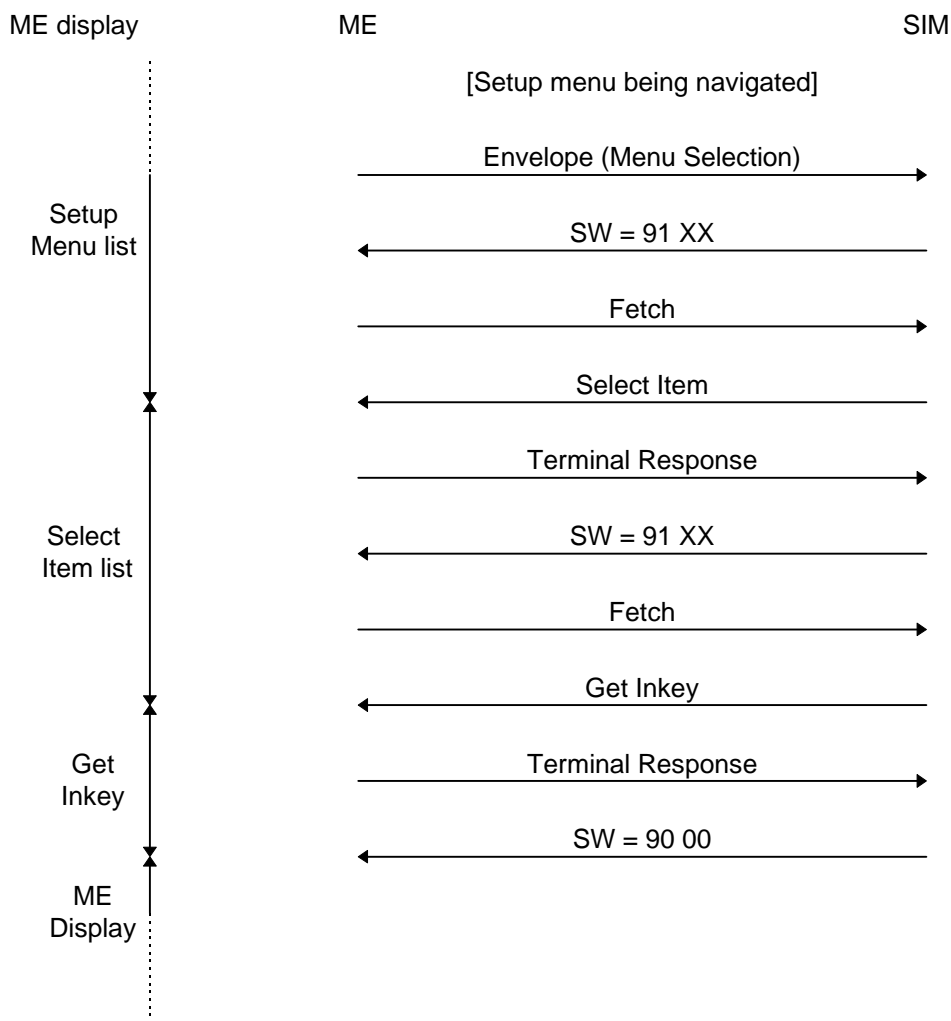 ME display ME SIM
[Setup menu being navigated]
Envelope (Menu Selection)
Setup
Menu list
SW = 91 XX
Fetch
Select Item
Terminal Response
Select
Item list
SW = 91 XX
Fetch
Get Inkey
Get
Inkey
Terminal Response
SW = 90 00
ME
Display